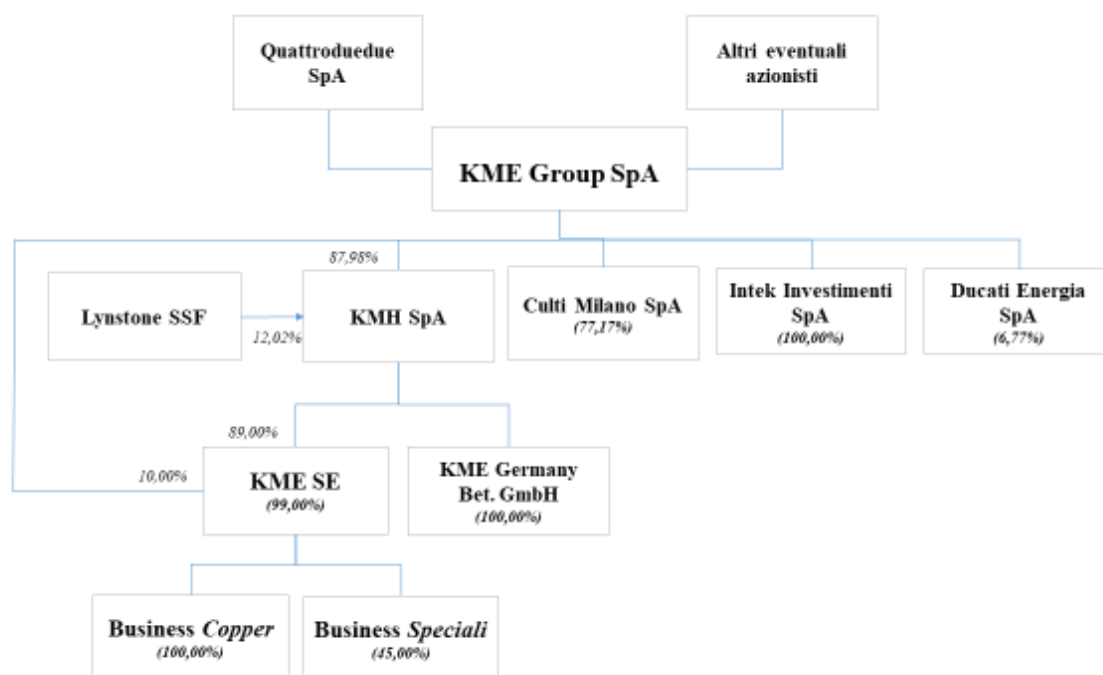 Quattroduedue
SpA
Altri eventuali
azionisti
KME Group SpA
87,98%
Lynstone SSF
12,02%
KMH SpA
Culti Milano SpA
(77,17%)
Intek Investimenti
SpA
(100,00%)
Ducati Energia
SpA
(6,77%)
89,00%
10,00%
KME SE
(99,00%)
KME Germany
Bet. GmbH
(100,00%)
Business Copper
(100,00%)
Business Speciali
(45,00%)